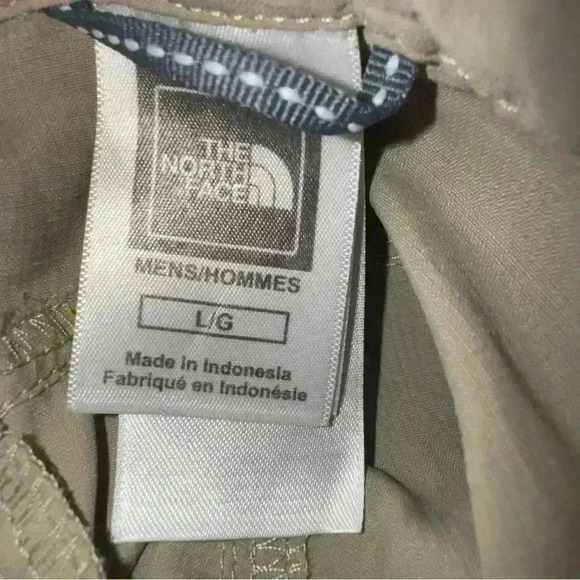 THE
NORTH
FACE
MENS/HOMMES
L/G
Made in Indonesia
Fabriqué en Indonésie